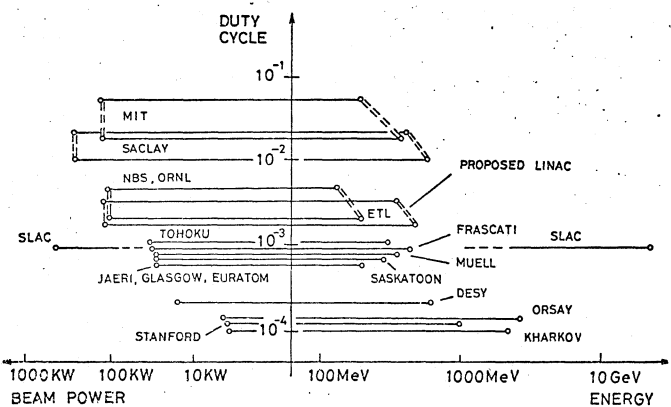 DUTY
CYCLE
10-1
MIT
SACLAY
10-2
PROPOSED LINAC
NBS, ORNL
ETL
TOHOKU
10-3
FRASCATI
SLAC
SLAC
MUELL
JAERI, GLASGOW, EURATOM
SASKATOON
DESY
ORSAY
STANFORD
10-4
KHARKOV
1000KW
100KW
10KW
100MeV
1000MeV
10GeV
BEAM POWER
ENERGY